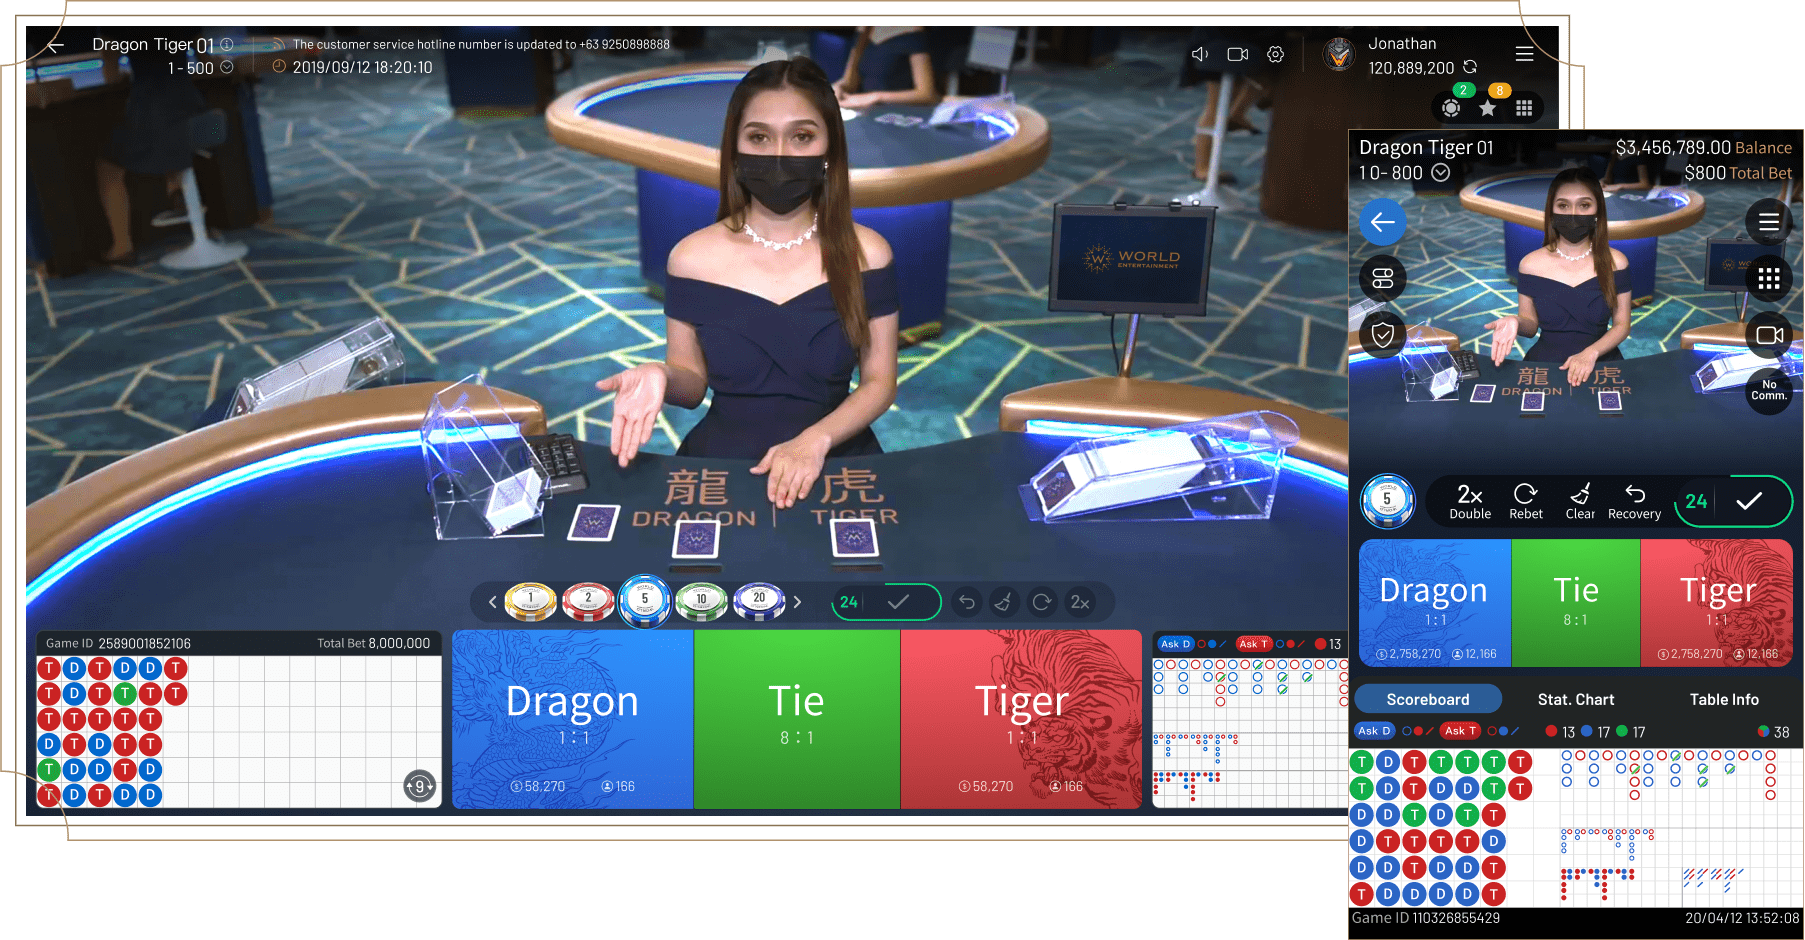 Dragon Tiger 01
1 - 500
The customer service hotline number is updated to +63 9250898888
2019/09/12 18:20:10
Jonathan
120,889,200
2 8
WORLD
ENTERTAINMENT
龍 虎
DRAGON TIGER
1 2 5 10 20
24
2x
Game ID 2589001852106
Total Bet 8,000,000
T D T D D T
T D T T T T
T T T T T
D T D T T
T D D T D
T D T D D
9
Dragon
1 : 1
58,270 166
Tie
8 : 1
Tiger
1 : 1
58,270 166
Ask D Ask T 13
Dragon Tiger 01
10-800
$3,456,789.00 Balance
$800 Total Bet
龍 虎
DRAGON TIGER
No
Comm.
5
2x
Double
Rebet
Clear
Recovery
24
Dragon
1 : 1
2,758,270 12,166
Tie
8 : 1
Tiger
1 : 1
2,758,270 12,166
Scoreboard Stat. Chart Table Info
Ask D Ask T 13 17 17 38
T D T T T T T
T D T D D T T
D D T D T T
D T T T T D
D D T D D T
T D D D D T
Game ID 110326855429
20/04/12 13:52:08